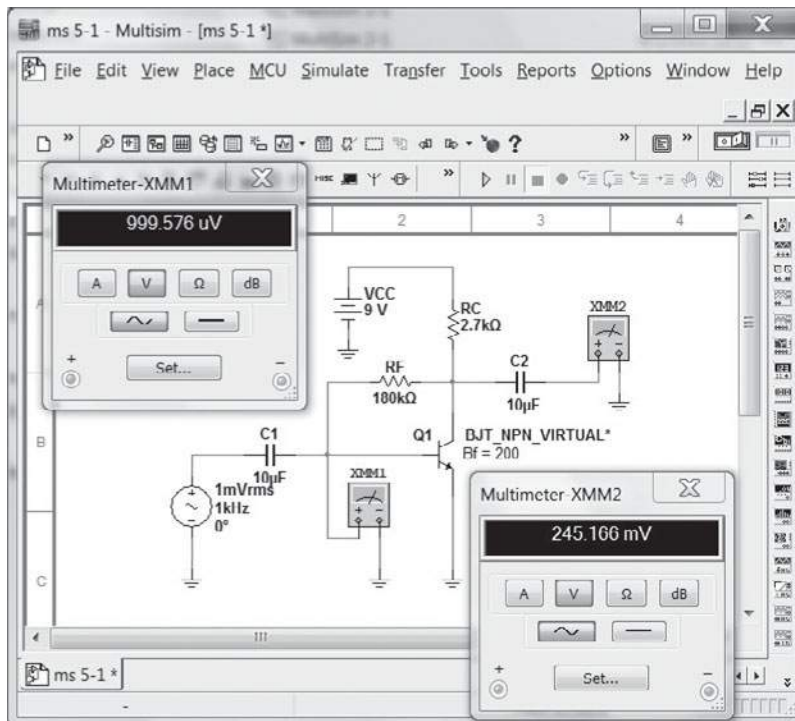 ms 5-1 - Multisim - [ms 5-1 *]
File Edit View Place MCU Simulate Transfer Tools Reports Options Window Help
Multimeter-XMM1
999.576 uV
A V Ω dB
+ −
Set...
2 3 4
VCC
9 V
RC
2.7kΩ
XMM2
RF
180kΩ
C2
10µF
B
C1
10µF
Q1
BJT_NPN_VIRTUAL*
Bf = 200
XMM1
1mVrms
1kHz
0°
C
Multimeter-XMM2
245.166 mV
A V Ω dB
+ −
Set...
ms 5-1 *